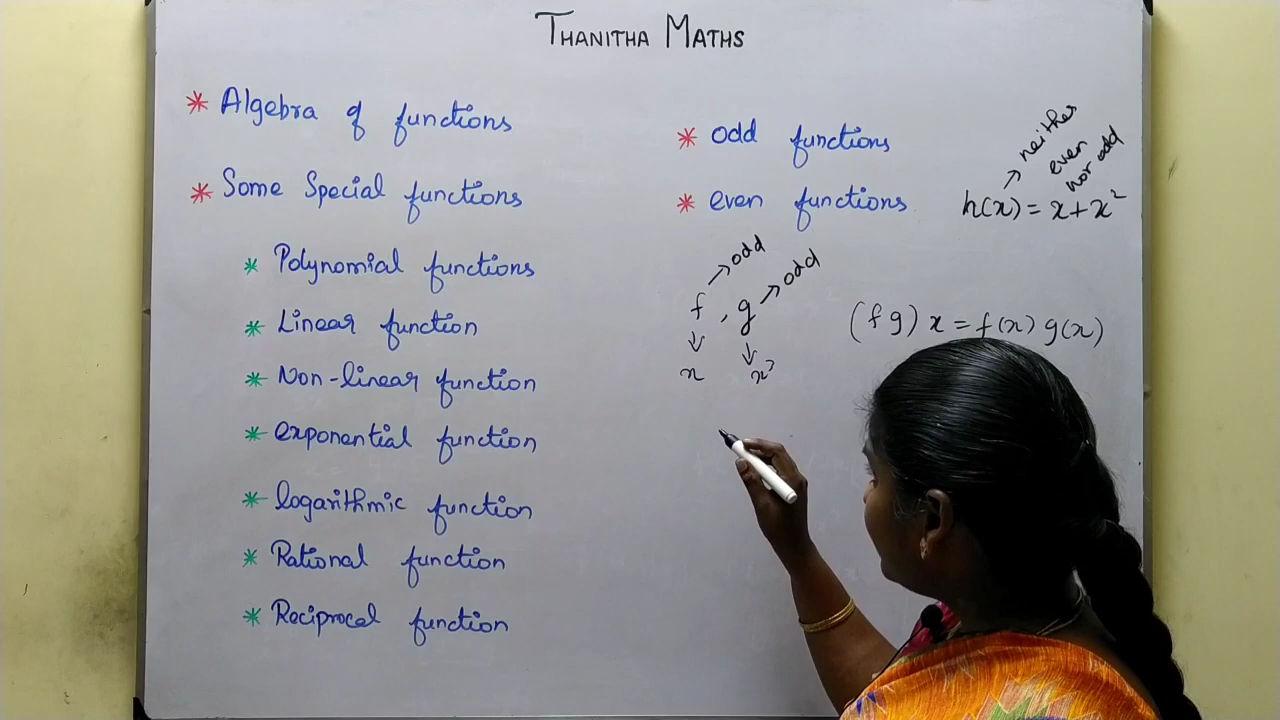 THANITHA MATHS
* Algebra of functions
* Some Special functions
* Polynomial functions
* Linear function
* Non-linear function
* exponential function
* logarithmic function
* Rational function
* Reciprocal function
* odd functions
* even functions
h(x) = x + x²
→ neither
even
nor odd
f → odd, g → odd
↓ ↓
x x³
(fg) x = f(x) g(x)